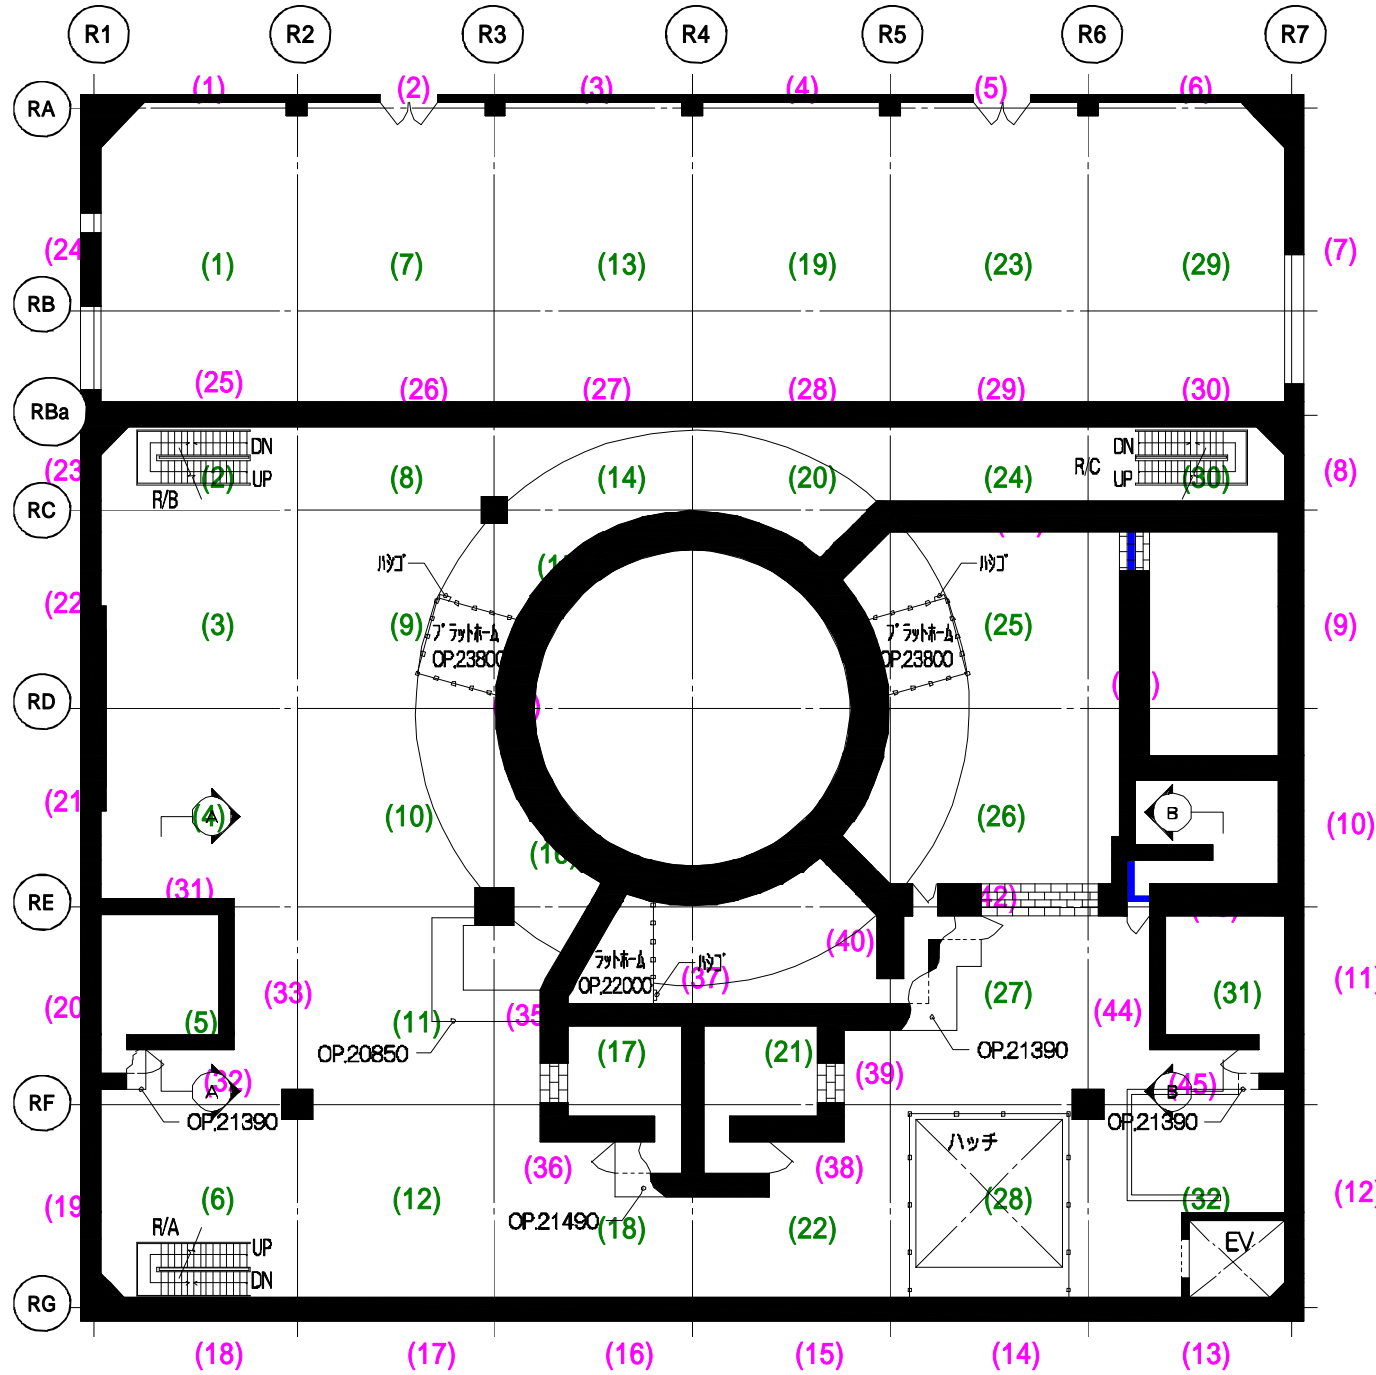 R1 R2 R3 R4 R5 R6 R7
(1) (2) (3) (4) (5) (6)
RA
(24 (1) (7) (13) (19) (23) (29) (7)
RB
(25) (26) (27) (28) (29) (30)
RBa
DN DN
(23 (2) UP (8) (14) (20) (24) R/C UP (30) (8)
R/B
RC
ハシゴ ハシゴ
(22 (3) (9) (25) (9)
プラットホーム プラットホーム
OP.23800 OP.23800
RD
(21 (4) A (10) (26) B (10)
(16)
RE (31) 42)
(40)
ラットホーム ハシゴ
OP.22000 (37)
(20 (33) (27) (31) (11)
(5) (11) (35 (44)
OP.20850 (17) (21) OP.21390
(32) A (39) B (45)
RF
OP.21390 OP.21390
ハッチ
(36) (38)
(19 (6) (12) (28) (32) (12)
R/A OP.21490 (18) (22)
UP EV
DN
RG
(18) (17) (16) (15) (14) (13)